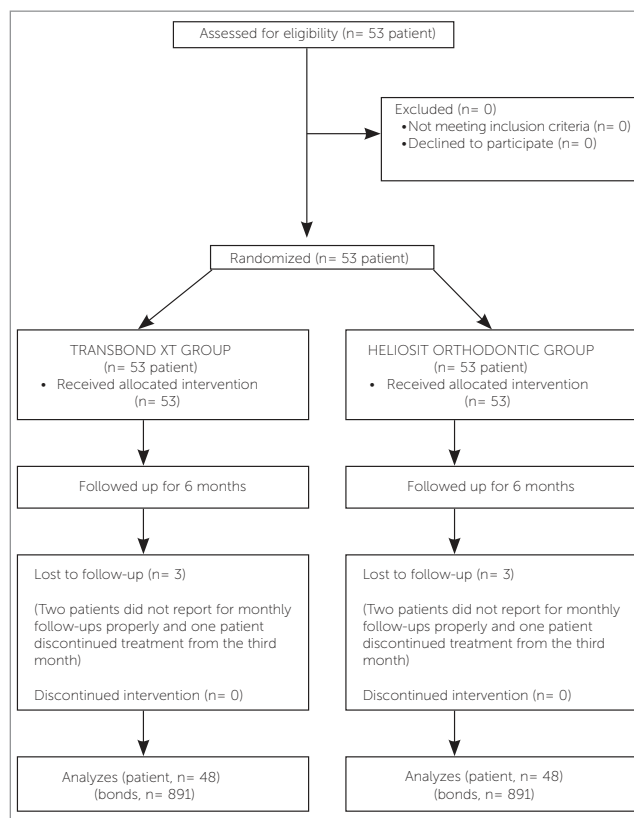 Assessed for eligibility (n= 53 patient)
Excluded (n= 0)
•Not meeting inclusion criteria (n= 0)
•Declined to participate (n= 0)
Randomized (n= 53 patient)
TRANSBOND XT GROUP
(n= 53 patient)
• Received allocated intervention
(n= 53)
HELIOSIT ORTHODONTIC GROUP
(n= 53 patient)
• Received allocated intervention
(n= 53)
Followed up for 6 months
Followed up for 6 months
Lost to follow-up (n= 3)
(Two patients did not report for monthly
follow-ups properly and one patient
discontinued treatment from the third
month)
Discontinued intervention (n= 0)
Lost to follow-up (n= 3)
(Two patients did not report for monthly
follow-ups properly and one patient
discontinued treatment from the third
month)
Discontinued intervention (n= 0)
Analyzes (patient, n= 48)
(bonds, n= 891)
Analyzes (patient, n= 48)
(bonds, n= 891)